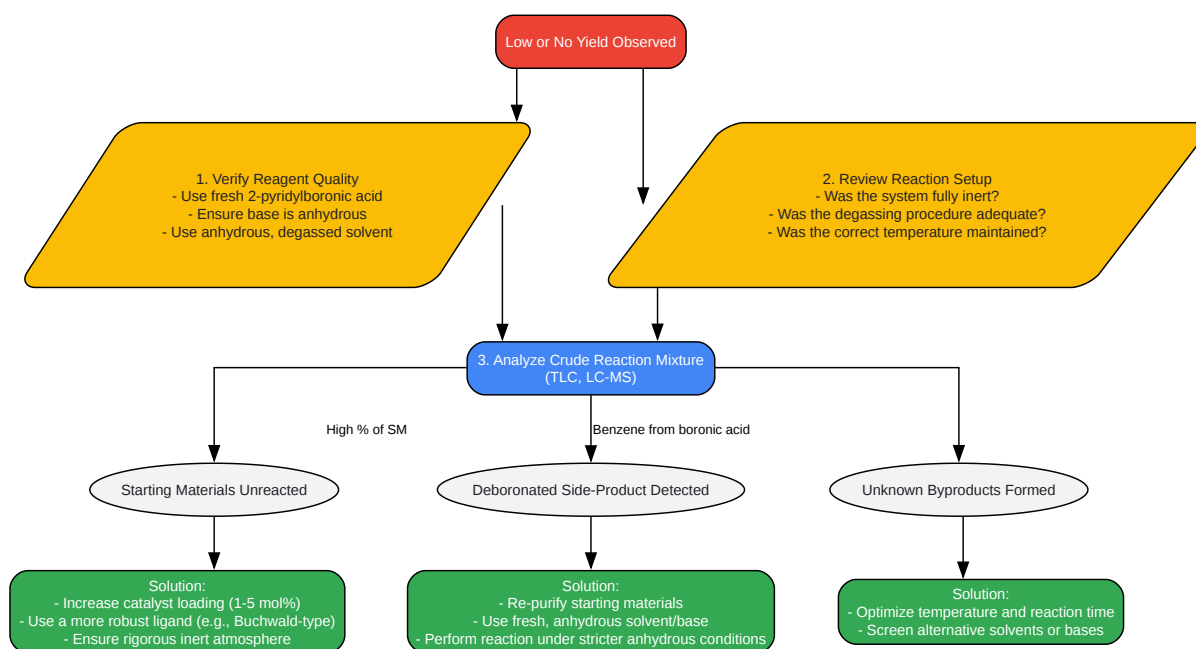 Low or No Yield Observed
1. Verify Reagent Quality
- Use fresh 2-pyridylboronic acid
- Ensure base is anhydrous
- Use anhydrous, degassed solvent
2. Review Reaction Setup
- Was the system fully inert?
- Was the degassing procedure adequate?
- Was the correct temperature maintained?
3. Analyze Crude Reaction Mixture
(TLC, LC-MS)
High % of SM
Benzene from boronic acid
Starting Materials Unreacted
Deboronated Side-Product Detected
Unknown Byproducts Formed
Solution:
- Increase catalyst loading (1-5 mol%)
- Use a more robust ligand (e.g., Buchwald-type)
- Ensure rigorous inert atmosphere
Solution:
- Re-purify starting materials
- Use fresh, anhydrous solvent/base
- Perform reaction under stricter anhydrous conditions
Solution:
- Optimize temperature and reaction time
- Screen alternative solvents or bases